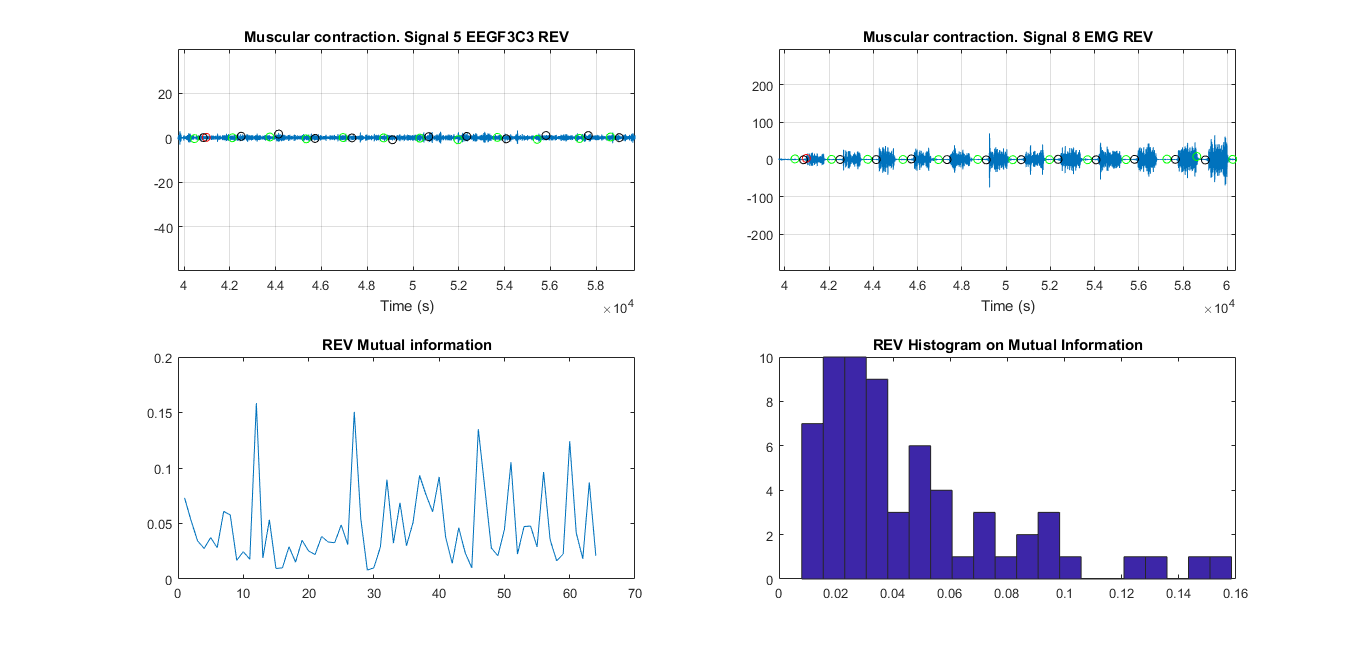 Muscular contraction. Signal 5 EEGF3C3 REV
20
0
-20
-40
4 4.2 4.4 4.6 4.8 5 5.2 5.4 5.6 5.8
Time (s)
×10^4
Muscular contraction. Signal 8 EMG REV
200
100
0
-100
-200
4 4.2 4.4 4.6 4.8 5 5.2 5.4 5.6 5.8 6
Time (s)
×10^4
REV Mutual information
0.2
0.15
0.1
0.05
0
0 10 20 30 40 50 60 70
REV Histogram on Mutual Information
10
8
6
4
2
0
0 0.02 0.04 0.06 0.08 0.1 0.12 0.14 0.16